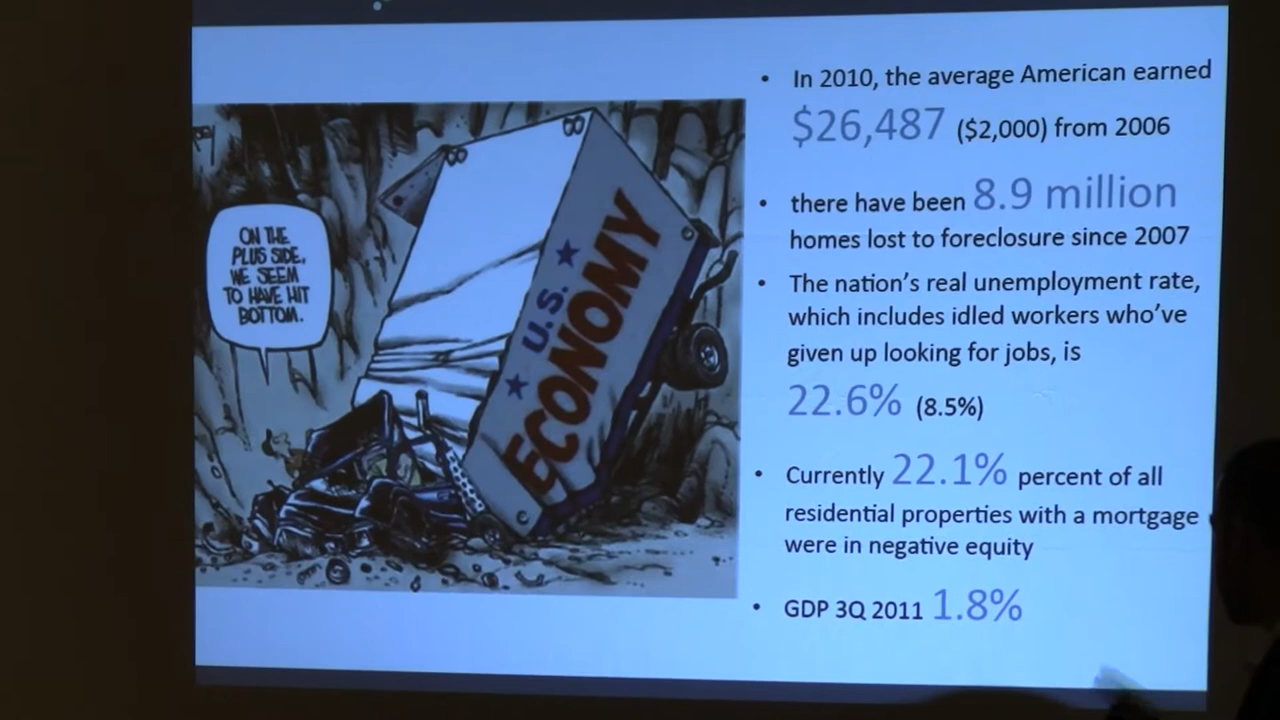 ON THE
PLUS SIDE,
WE SEEM
TO HAVE HIT
BOTTOM.
U.S.
ECONOMY
• In 2010, the average American earned
$26,487 ($2,000) from 2006
• there have been 8.9 million
homes lost to foreclosure since 2007
• The nation's real unemployment rate,
which includes idled workers who've
given up looking for jobs, is
22.6% (8.5%)
• Currently 22.1% percent of all
residential properties with a mortgage
were in negative equity
• GDP 3Q 2011 1.8%